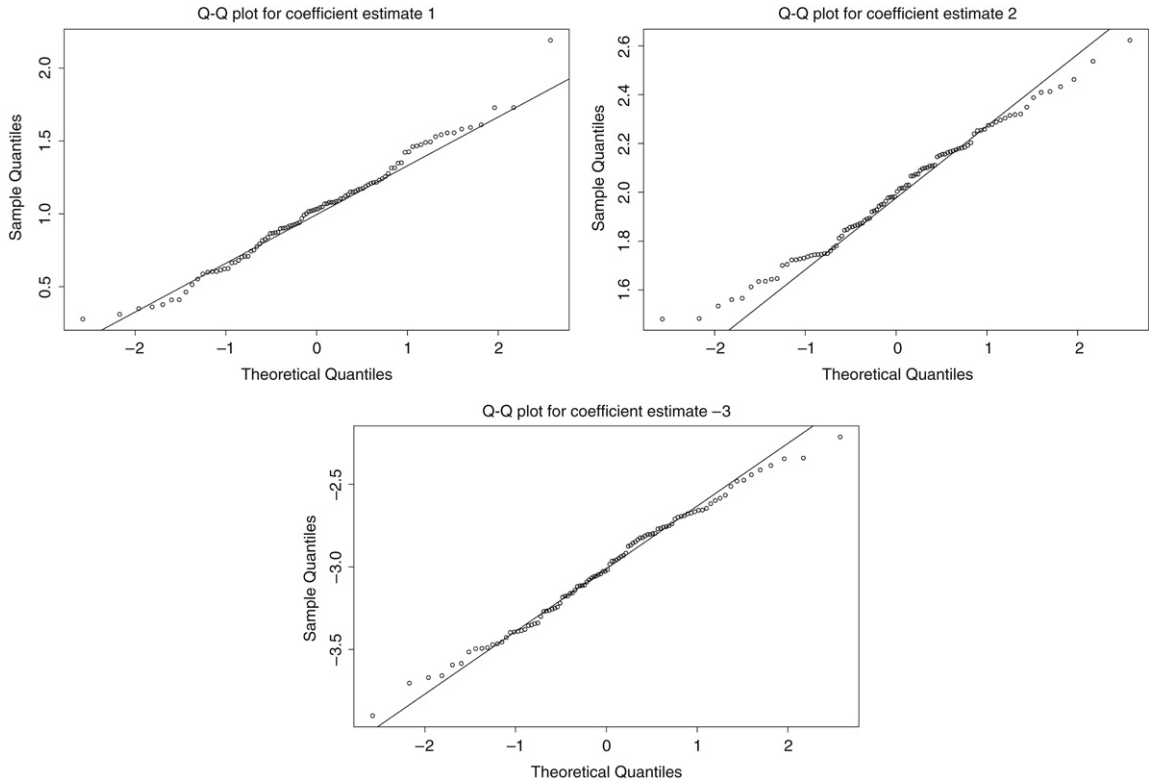 Q-Q plot for coefficient estimate 1
Sample Quantiles
2.0
1.5
1.0
0.5
−2 −1 0 1 2
Theoretical Quantiles
Q-Q plot for coefficient estimate 2
Sample Quantiles
2.6
2.4
2.2
2.0
1.8
1.6
−2 −1 0 1 2
Theoretical Quantiles
Q-Q plot for coefficient estimate −3
Sample Quantiles
−2.5
−3.0
−3.5
−2 −1 0 1 2
Theoretical Quantiles